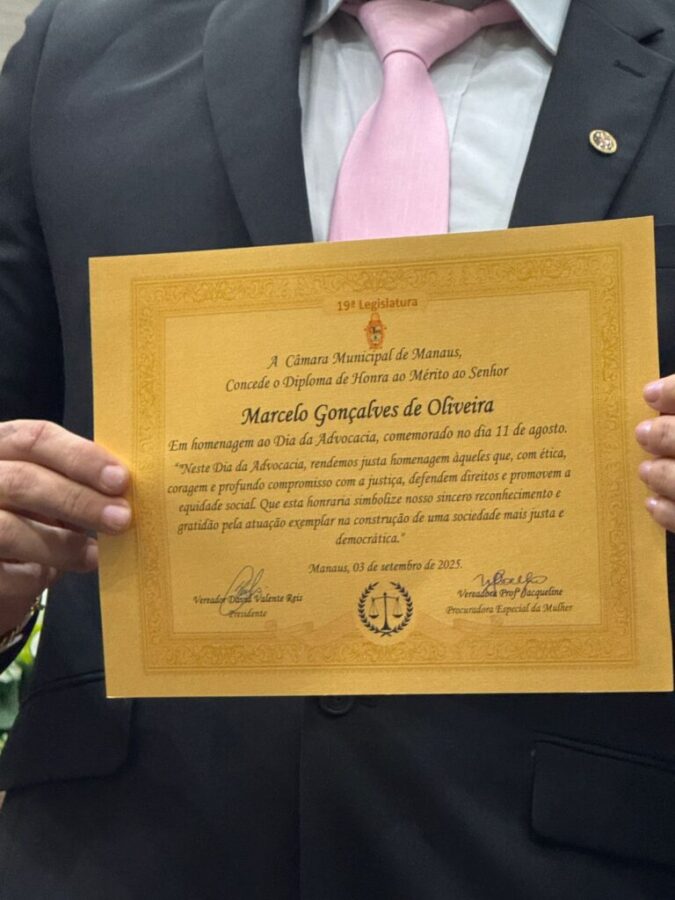 19ª Legislatura
A Câmara Municipal de Manaus,
Concede o Diploma de Honra ao Mérito ao Senhor
Marcelo Gonçalves de Oliveira
Em homenagem ao Dia da Advocacia, comemorado no dia 11 de agosto.
"“Neste Dia da Advocacia, rendemos justa homenagem àqueles que, com ética,
coragem e profundo compromisso com a justiça, defendem direitos e promovem a
equidade social. Que esta honraria simbolize nosso sincero reconhecimento e
gratidão pela atuação exemplar na construção de uma sociedade mais justa e
democrática."
Manaus, 03 de setembro de 2025.
Vereador David Valente Reis
Presidente
Vereadora Profª Jacqueline
Procuradora Especial da Mulher